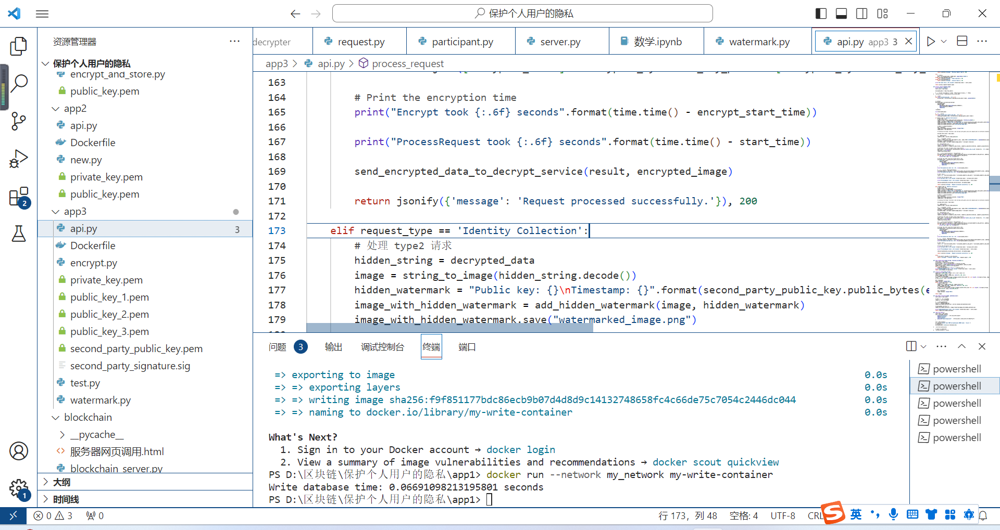 保护个人用户的隐私
资源管理器
保护个人用户的隐私
encrypt_and_store.py
public_key.pem
app2
api.py
Dockerfile
new.py
private_key.pem
public_key.pem
app3
api.py 3
Dockerfile
encrypt.py
private_key.pem
public_key_1.pem
public_key_2.pem
public_key_3.pem
second_party_public_key.pem
second_party_signature.sig
test.py
watermark.py
blockchain
__pycache__
服务器网页调用.html
blockchain_server.py
大纲
时间线
2
1
decrypter
request.py
participant.py
server.py
数学.ipynb
watermark.py
api.py app3 3
app3 > api.py > process_request
163
164 # Print the encryption time
165 print("Encrypt took {:.6f} seconds".format(time.time() - encrypt_start_time))
166
167 print("ProcessRequest took {:.6f} seconds".format(time.time() - start_time))
168
169 send_encrypted_data_to_decrypt_service(result, encrypted_image)
170
171 return jsonify({'message': 'Request processed successfully.'}), 200
172
173 elif request_type == 'Identity Collection':
174 # 处理 type2 请求
175 hidden_string = decrypted_data
176 image = string_to_image(hidden_string.decode())
177 hidden_watermark = "Public key: {}\nTimestamp: {}".format(second_party_public_key.public_bytes(e
178 image_with_hidden_watermark = add_hidden_watermark(image, hidden_watermark)
179 image_with_hidden_watermark.save("watermarked_image.png")
问题 3 输出 调试控制台 终端 端口
=> exporting to image 0.0s
=> => exporting layers 0.0s
=> => writing image sha256:f9f851177bdc86ecb9b07d4d8d9c14132748658fc4c66de75c7054c2446dc044 0.0s
=> => naming to docker.io/library/my-write-container 0.0s
What's Next?
1. Sign in to your Docker account → docker login
2. View a summary of image vulnerabilities and recommendations → docker scout quickview
PS D:\区块链\保护个人用户的隐私\app1> docker run --network my_network my-write-container
Write database time: 0.06691098213195801 seconds
PS D:\区块链\保护个人用户的隐私\app1>
powershell
powershell
powershell
powershell
powershell
0 3 0
行 173，列 48 空格: 4 UTF-8 CRL
S 英